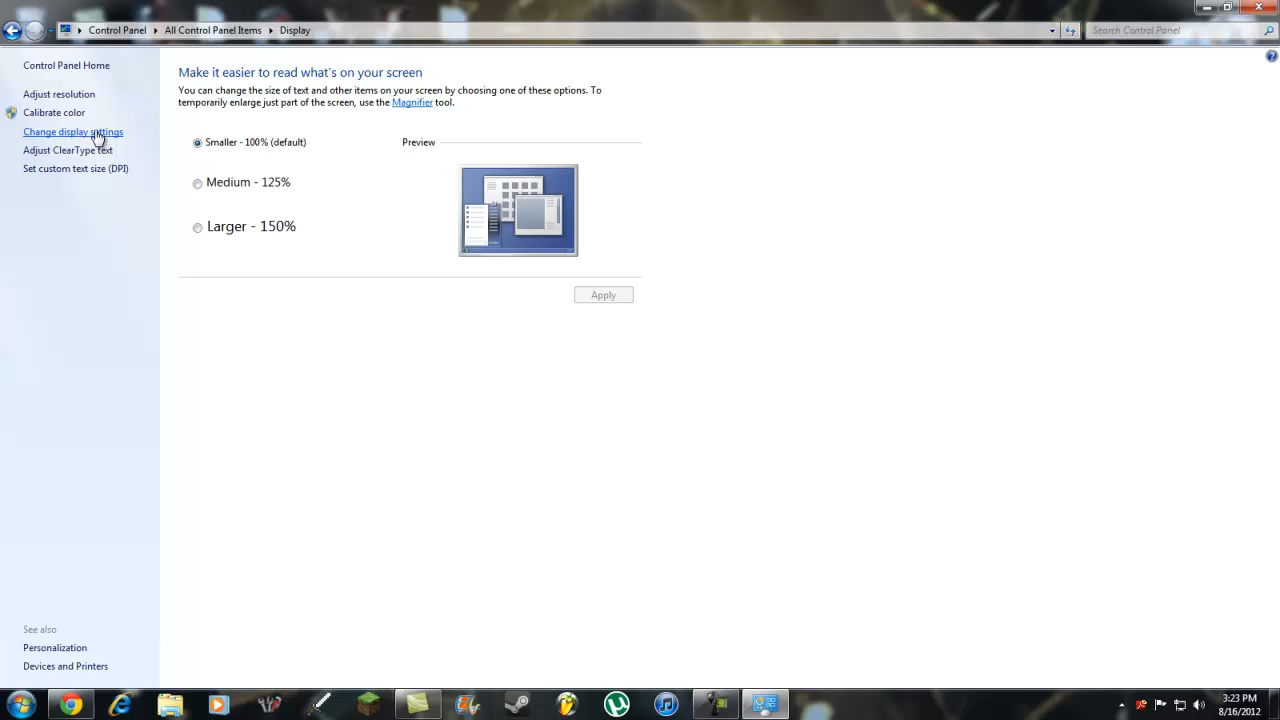 Control Panel All Control Panel Items Display
Search Control Panel
Control Panel Home
Adjust resolution
Calibrate color
Change display settings
Adjust ClearType text
Set custom text size (DPI)
Make it easier to read what's on your screen
You can change the size of text and other items on your screen by choosing one of these options. To
temporarily enlarge just part of the screen, use the Magnifier tool.
Smaller - 100% (default)
Preview
Medium - 125%
Larger - 150%
Apply
See also
Personalization
Devices and Printers
3:23 PM
8/16/2012